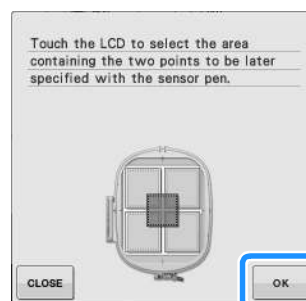 Touch the LCD to select the area
containing the two points to be later
specified with the sensor pen.
CLOSE
OK